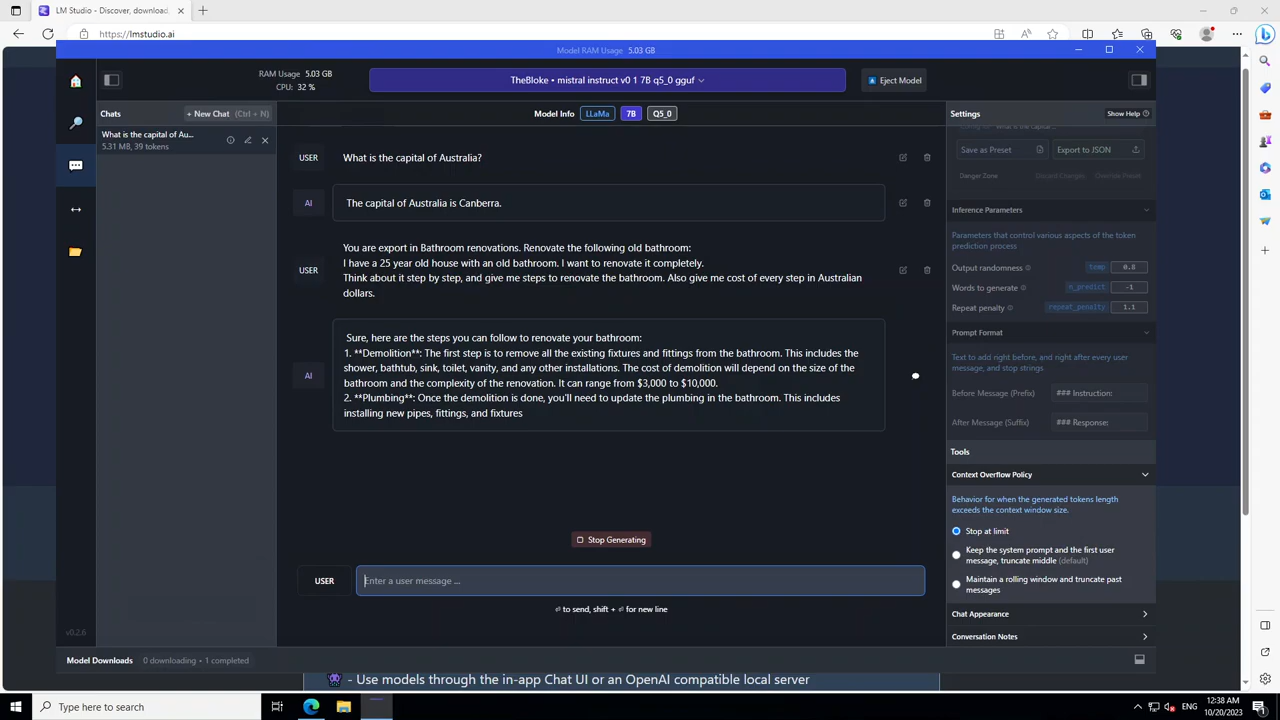 LM Studio - Discover, download,
https://lmstudio.ai
Model RAM Usage 5.03 GB
RAM Usage 5.03 GB
CPU: 32 %
TheBloke • mistral instruct v0 1 7B q5_0 gguf
Eject Model
Chats
+ New Chat (Ctrl + N)
Model Info LLaMa 7B Q5_0
Settings
Show Help
What is the capital of Au...
5.31 MB, 39 tokens
USER
What is the capital of Australia?
AI
The capital of Australia is Canberra.
USER
You are export in Bathroom renovations. Renovate the following old bathroom:
I have a 25 year old house with an old bathroom. I want to renovate it completely.
Think about it step by step, and give me steps to renovate the bathroom. Also give me cost of every step in Australian
dollars.
AI
Sure, here are the steps you can follow to renovate your bathroom:
1. **Demolition**: The first step is to remove all the existing fixtures and fittings from the bathroom. This includes the
shower, bathtub, sink, toilet, vanity, and any other installations. The cost of demolition will depend on the size of the
bathroom and the complexity of the renovation. It can range from $3,000 to $10,000.
2. **Plumbing**: Once the demolition is done, you'll need to update the plumbing in the bathroom. This includes
installing new pipes, fittings, and fixtures
Stop Generating
USER
Enter a user message ...
to send, shift + for new line
Save as Preset
Export to JSON
Danger Zone
Discard Changes
Override Preset
Inference Parameters
Parameters that control various aspects of the token
prediction process
Output randomness temp 0.8
Words to generate n_predict -1
Repeat penalty repeat_penalty 1.1
Prompt Format
Text to add right before, and right after every user
message, and stop strings
Before Message (Prefix) ### Instruction:
After Message (Suffix) ### Response:
Tools
Context Overflow Policy
Behavior for when the generated tokens length
exceeds the context window size.
Stop at limit
Keep the system prompt and the first user
message, truncate middle (default)
Maintain a rolling window and truncate past
messages
Chat Appearance
Conversation Notes
v0.2.6
Model Downloads 0 downloading • 1 completed
- Use models through the in-app Chat UI or an OpenAI compatible local server
Type here to search
ENG
12:38 AM
10/20/2023